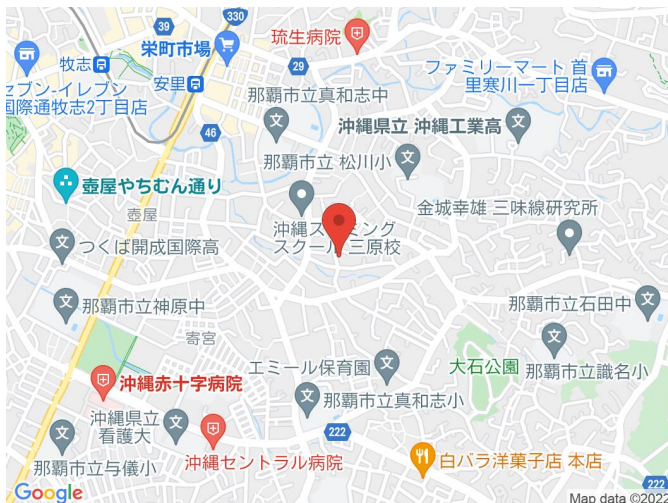 330
39
栄町市場
琉生病院
牧志
安里
29
ファミリーマート 首
里寒川一丁目店
セブン-イレブン
国際通牧志2丁目店
那覇市立真和志中
46
沖縄県立 沖縄工業高
那覇市立 松川小
壺屋やちむん通り
金城幸雄 三味線研究所
壺屋
沖縄スイミング
スクール 三原校
つくば開成国際高
那覇市立神原中
那覇市立石田中
寄宮
エミール保育園
大石公園
那覇市立識名小
沖縄赤十字病院
那覇市立真和志小
沖縄県立
看護大
222
沖縄セントラル病院
222
白バラ洋菓子店 本店
那覇市立与儀小
Google
Map data ©2022